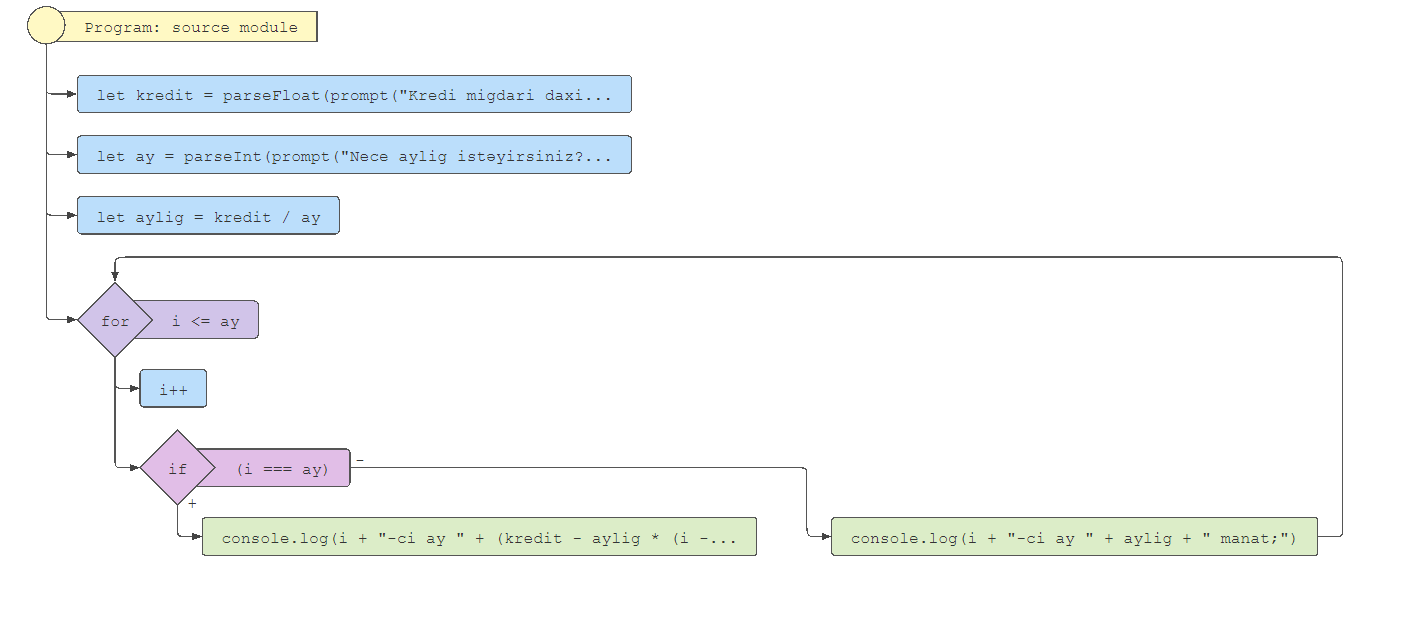 Program: source module
let kredit = parseFloat(prompt("Kredi migdari daxi...
let ay = parseInt(prompt("Nece aylig istəyirsiniz?...
let aylig = kredit / ay
for i <= ay
i++
if (i === ay) -
+
console.log(i + "-ci ay " + (kredit - aylig * (i -...
console.log(i + "-ci ay " + aylig + " manat;")